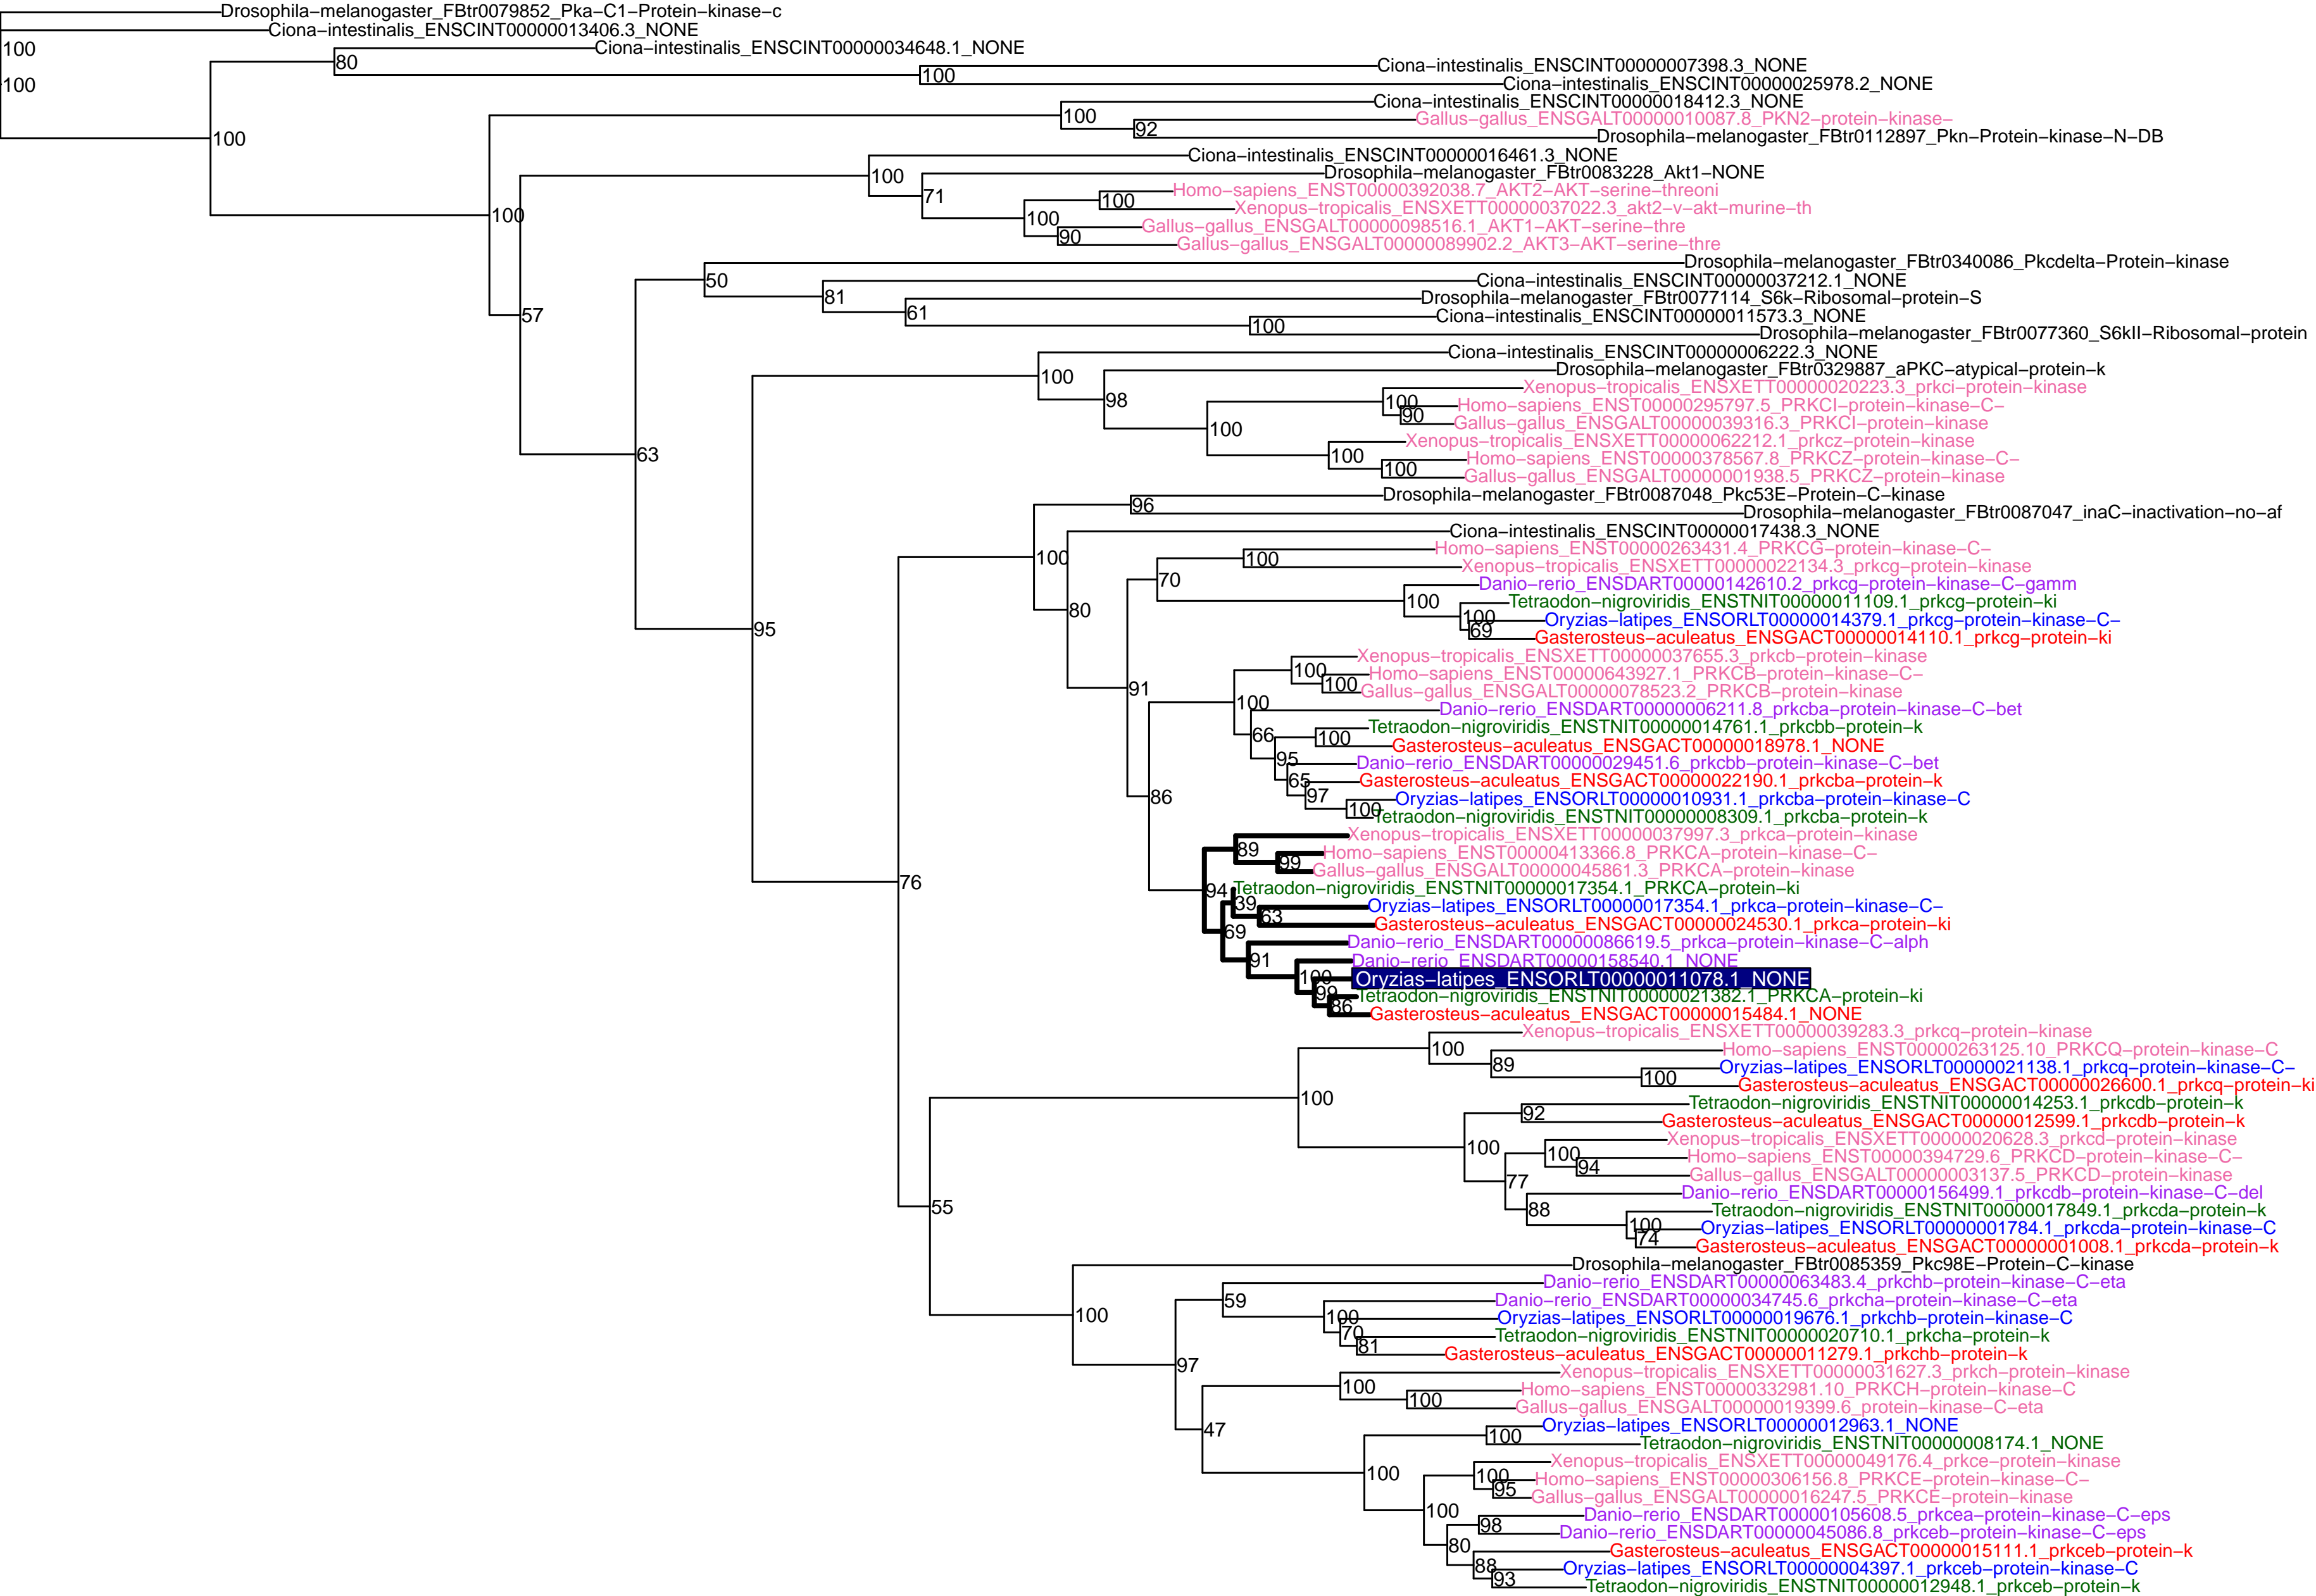 Drosophila−melanogaster_FBtr0079852_Pka−C1−Protein−kinase−c
Ciona−intestinalis_ENSCINT00000013406.3_NONE
100
Ciona−intestinalis_ENSCINT00000034648.1_NONE
80
Ciona−intestinalis_ENSCINT00000007398.3_NONE
100
100
Ciona−intestinalis_ENSCINT00000025978.2_NONE
Ciona−intestinalis_ENSCINT00000018412.3_NONE
100
Gallus−gallus_ENSGALT00000010087.8_PKN2−protein−kinase−
92
100
Drosophila−melanogaster_FBtr0112897_Pkn−Protein−kinase−N−DB
Ciona−intestinalis_ENSCINT00000016461.3_NONE
100
Drosophila−melanogaster_FBtr0083228_Akt1−NONE
71
Homo−sapiens_ENST00000392038.7_AKT2−AKT−serine−threoni
100
Xenopus−tropicalis_ENSXETT00000037022.3_akt2−v−akt−murine−th
100
100
Gallus−gallus_ENSGALT00000098516.1_AKT1−AKT−serine−thre
90
Gallus−gallus_ENSGALT00000089902.2_AKT3−AKT−serine−thre
Drosophila−melanogaster_FBtr0340086_Pkcdelta−Protein−kinase
50
Ciona−intestinalis_ENSCINT00000037212.1_NONE
81
Drosophila−melanogaster_FBtr0077114_S6k−Ribosomal−protein−S
61
57
Ciona−intestinalis_ENSCINT00000011573.3_NONE
100
Drosophila−melanogaster_FBtr0077360_S6kII−Ribosomal−protein
Ciona−intestinalis_ENSCINT00000006222.3_NONE
100
Drosophila−melanogaster_FBtr0329887_aPKC−atypical−protein−k
98
Xenopus−tropicalis_ENSXETT00000020223.3_prkci−protein−kinase
100
Homo−sapiens_ENST00000295797.5_PRKCI−protein−kinase−C−
90
Gallus−gallus_ENSGALT00000039316.3_PRKCI−protein−kinase
100
Xenopus−tropicalis_ENSXETT00000062212.1_prkcz−protein−kinase
63
100
Homo−sapiens_ENST00000378567.8_PRKCZ−protein−kinase−C−
100
Gallus−gallus_ENSGALT00000001938.5_PRKCZ−protein−kinase
Drosophila−melanogaster_FBtr0087048_Pkc53E−Protein−C−kinase
96
Drosophila−melanogaster_FBtr0087047_inaC−inactivation−no−af
Ciona−intestinalis_ENSCINT00000017438.3_NONE
100
Homo−sapiens_ENST00000263431.4_PRKCG−protein−kinase−C−
100
Xenopus−tropicalis_ENSXETT00000022134.3_prkcg−protein−kinase
70
Danio−rerio_ENSDART00000142610.2_prkcg−protein−kinase−C−gamm
100
Tetraodon−nigroviridis_ENSTNIT00000011109.1_prkcg−protein−ki
80
100
Oryzias−latipes_ENSORLT00000014379.1_prkcg−protein−kinase−C−
69
95
Gasterosteus−aculeatus_ENSGACT00000014110.1_prkcg−protein−ki
Xenopus−tropicalis_ENSXETT00000037655.3_prkcb−protein−kinase
100
Homo−sapiens_ENST00000643927.1_PRKCB−protein−kinase−C−
100
91
Gallus−gallus_ENSGALT00000078523.2_PRKCB−protein−kinase
100
Danio−rerio_ENSDART00000006211.8_prkcba−protein−kinase−C−bet
Tetraodon−nigroviridis_ENSTNIT00000014761.1_prkcbb−protein−k
66
100
Gasterosteus−aculeatus_ENSGACT00000018978.1_NONE
95
Danio−rerio_ENSDART00000029451.6_prkcbb−protein−kinase−C−bet
65
Gasterosteus−aculeatus_ENSGACT00000022190.1_prkcba−protein−k
86
97
Oryzias−latipes_ENSORLT00000010931.1_prkcba−protein−kinase−C
100
Tetraodon−nigroviridis_ENSTNIT00000008309.1_prkcba−protein−k
Xenopus−tropicalis_ENSXETT00000037997.3_prkca−protein−kinase
89
Homo−sapiens_ENST00000413366.8_PRKCA−protein−kinase−C−
99
Gallus−gallus_ENSGALT00000045861.3_PRKCA−protein−kinase
76
94
Tetraodon−nigroviridis_ENSTNIT00000017354.1_PRKCA−protein−ki
39
Oryzias−latipes_ENSORLT00000017354.1_prkca−protein−kinase−C−
63
Gasterosteus−aculeatus_ENSGACT00000024530.1_prkca−protein−ki
69
Danio−rerio_ENSDART00000086619.5_prkca−protein−kinase−C−alph
91
Danio−rerio_ENSDART00000158540.1_NONE
100
Oryzias−latipes_ENSORLT00000011078.1_NONE
99
Tetraodon−nigroviridis_ENSTNIT00000021382.1_PRKCA−protein−ki
86
Gasterosteus−aculeatus_ENSGACT00000015484.1_NONE
Xenopus−tropicalis_ENSXETT00000039283.3_prkcq−protein−kinase
100
Homo−sapiens_ENST00000263125.10_PRKCQ−protein−kinase−C
89
Oryzias−latipes_ENSORLT00000021138.1_prkcq−protein−kinase−C−
100
Gasterosteus−aculeatus_ENSGACT00000026600.1_prkcq−protein−ki
100
Tetraodon−nigroviridis_ENSTNIT00000014253.1_prkcdb−protein−k
92
Gasterosteus−aculeatus_ENSGACT00000012599.1_prkcdb−protein−k
100
Xenopus−tropicalis_ENSXETT00000020628.3_prkcd−protein−kinase
100
Homo−sapiens_ENST00000394729.6_PRKCD−protein−kinase−C−
94
Gallus−gallus_ENSGALT00000003137.5_PRKCD−protein−kinase
77
Danio−rerio_ENSDART00000156499.1_prkcdb−protein−kinase−C−del
55
88
Tetraodon−nigroviridis_ENSTNIT00000017849.1_prkcda−protein−k
100
Oryzias−latipes_ENSORLT00000001784.1_prkcda−protein−kinase−C
74
Gasterosteus−aculeatus_ENSGACT00000001008.1_prkcda−protein−k
Drosophila−melanogaster_FBtr0085359_Pkc98E−Protein−C−kinase
Danio−rerio_ENSDART00000063483.4_prkchb−protein−kinase−C−eta
59
Danio−rerio_ENSDART00000034745.6_prkcha−protein−kinase−C−eta
100
100
Oryzias−latipes_ENSORLT00000019676.1_prkchb−protein−kinase−C
70
Tetraodon−nigroviridis_ENSTNIT00000020710.1_prkcha−protein−k
81
Gasterosteus−aculeatus_ENSGACT00000011279.1_prkchb−protein−k
97
Xenopus−tropicalis_ENSXETT00000031627.3_prkch−protein−kinase
100
Homo−sapiens_ENST00000332981.10_PRKCH−protein−kinase−C
100
Gallus−gallus_ENSGALT00000019399.6_protein−kinase−C−eta
47
Oryzias−latipes_ENSORLT00000012963.1_NONE
100
Tetraodon−nigroviridis_ENSTNIT00000008174.1_NONE
100
Xenopus−tropicalis_ENSXETT00000049176.4_prkce−protein−kinase
100
Homo−sapiens_ENST00000306156.8_PRKCE−protein−kinase−C−
95
Gallus−gallus_ENSGALT00000016247.5_PRKCE−protein−kinase
100
Danio−rerio_ENSDART00000105608.5_prkcea−protein−kinase−C−eps
98
Danio−rerio_ENSDART00000045086.8_prkceb−protein−kinase−C−eps
80
Gasterosteus−aculeatus_ENSGACT00000015111.1_prkceb−protein−k
88
Oryzias−latipes_ENSORLT00000004397.1_prkceb−protein−kinase−C
93
Tetraodon−nigroviridis_ENSTNIT00000012948.1_prkceb−protein−k